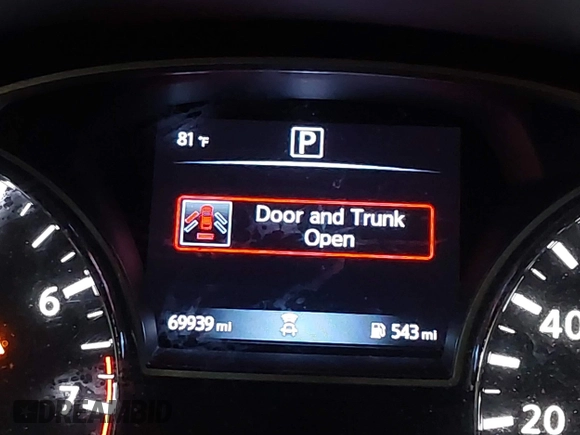 81 °F
P
Door and Trunk
Open
69939 mi
543 mi
6
7
40
20
DREAMBID